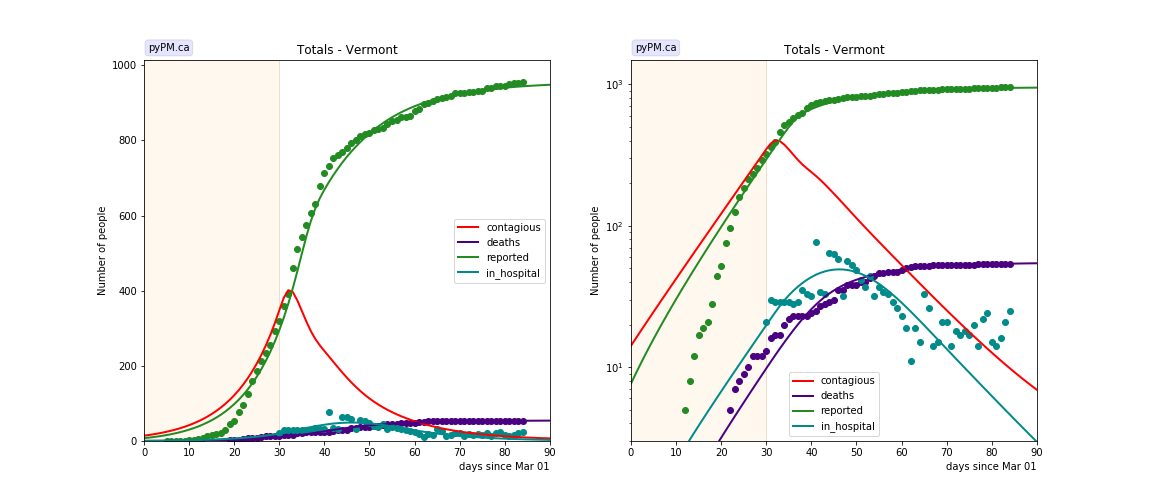 pyPM.ca
Totals - Vermont
Number of people
1000
800
600
400
200
0
0 10 20 30 40 50 60 70 80 90
days since Mar 01
contagious
deaths
reported
in_hospital
pyPM.ca
Totals - Vermont
Number of people
10³
10²
10¹
0 10 20 30 40 50 60 70 80 90
days since Mar 01
contagious
deaths
reported
in_hospital